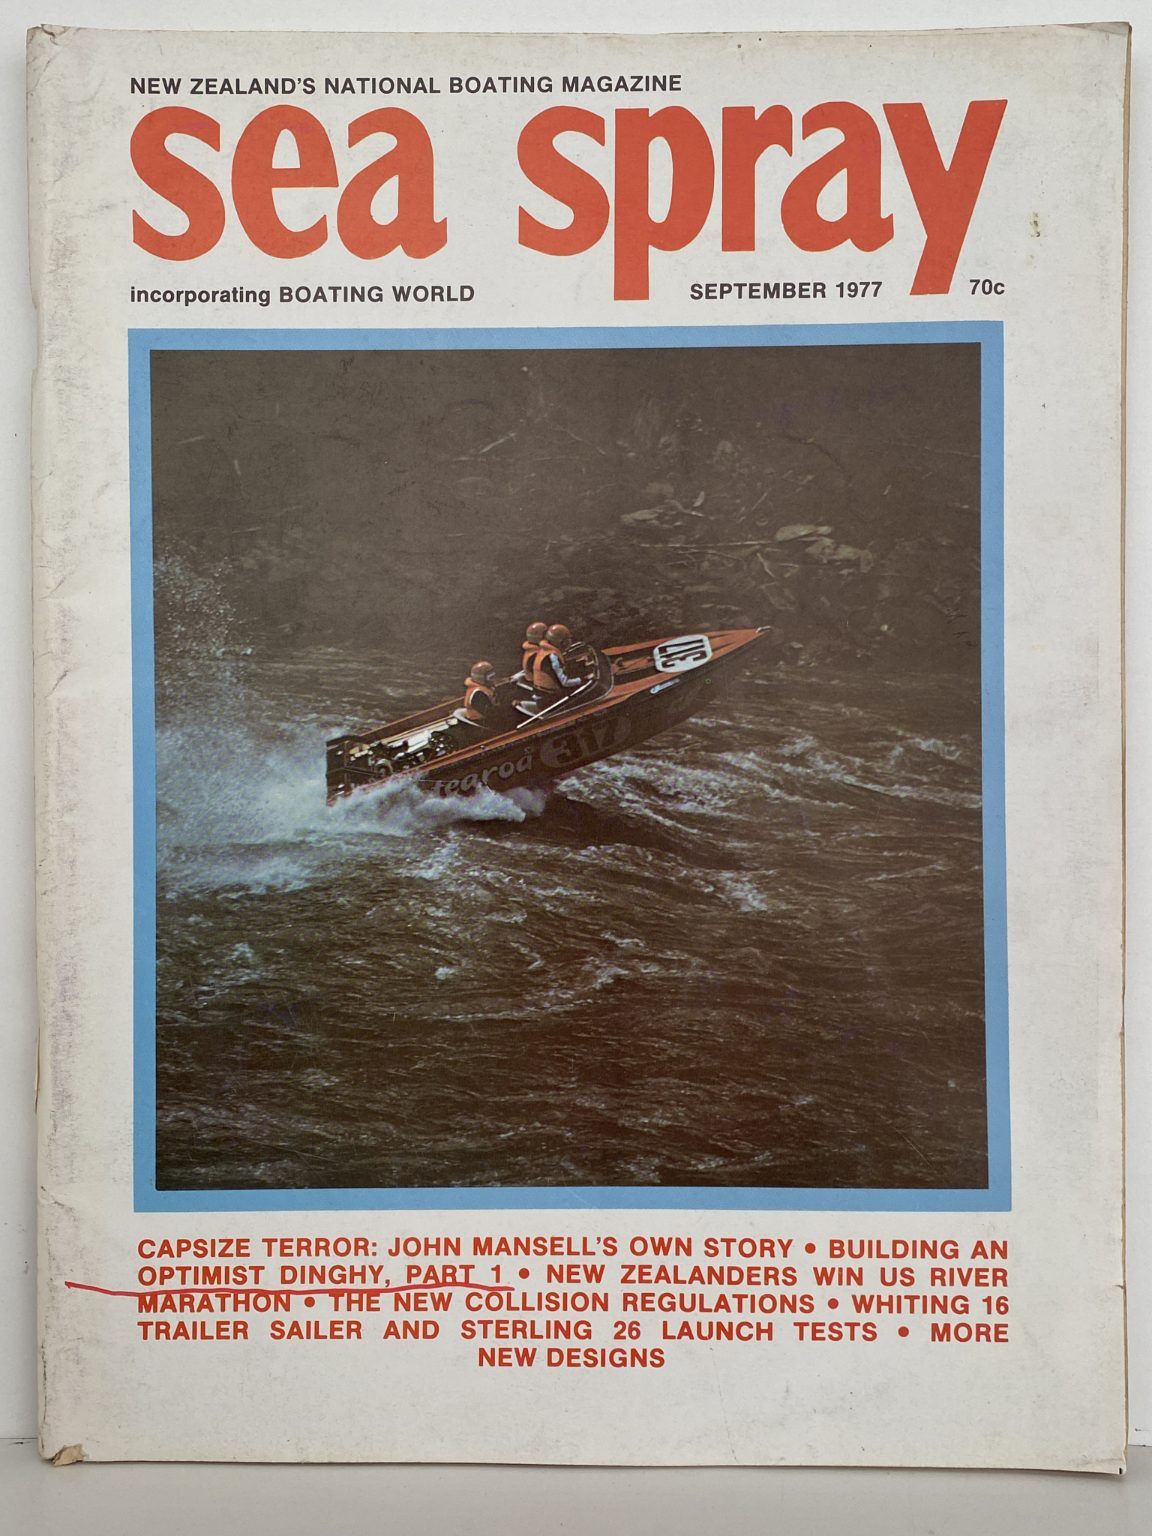 NEW ZEALAND'S NATIONAL BOATING MAGAZINE
sea spray
incorporating BOATING WORLD SEPTEMBER 1977 70c
317
317
CAPSIZE TERROR: JOHN MANSELL'S OWN STORY • BUILDING AN
OPTIMIST DINGHY, PART 1 • NEW ZEALANDERS WIN US RIVER
MARATHON • THE NEW COLLISION REGULATIONS • WHITING 16
TRAILER SAILER AND STERLING 26 LAUNCH TESTS • MORE
NEW DESIGNS